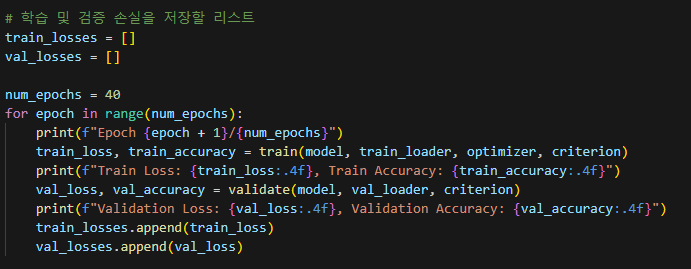 # 학습 및 검증 손실을 저장할 리스트
train_losses = []
val_losses = []
num_epochs = 40
for epoch in range(num_epochs):
    print(f"Epoch {epoch + 1}/{num_epochs}")
    train_loss, train_accuracy = train(model, train_loader, optimizer, criterion)
    print(f"Train Loss: {train_loss:.4f}, Train Accuracy: {train_accuracy:.4f}")
    val_loss, val_accuracy = validate(model, val_loader, criterion)
    print(f"Validation Loss: {val_loss:.4f}, Validation Accuracy: {val_accuracy:.4f}")
    train_losses.append(train_loss)
    val_losses.append(val_loss)